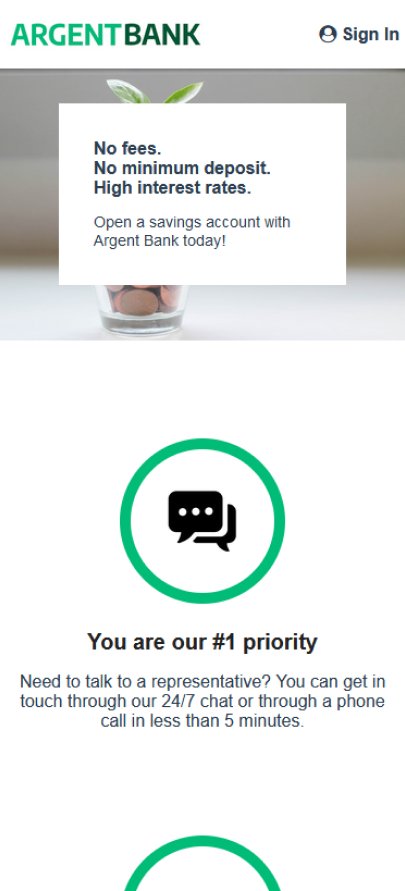 ARGENTBANK
Sign In
No fees.
No minimum deposit.
High interest rates.
Open a savings account with
Argent Bank today!
You are our #1 priority
Need to talk to a representative? You can get in
touch through our 24/7 chat or through a phone
call in less than 5 minutes.